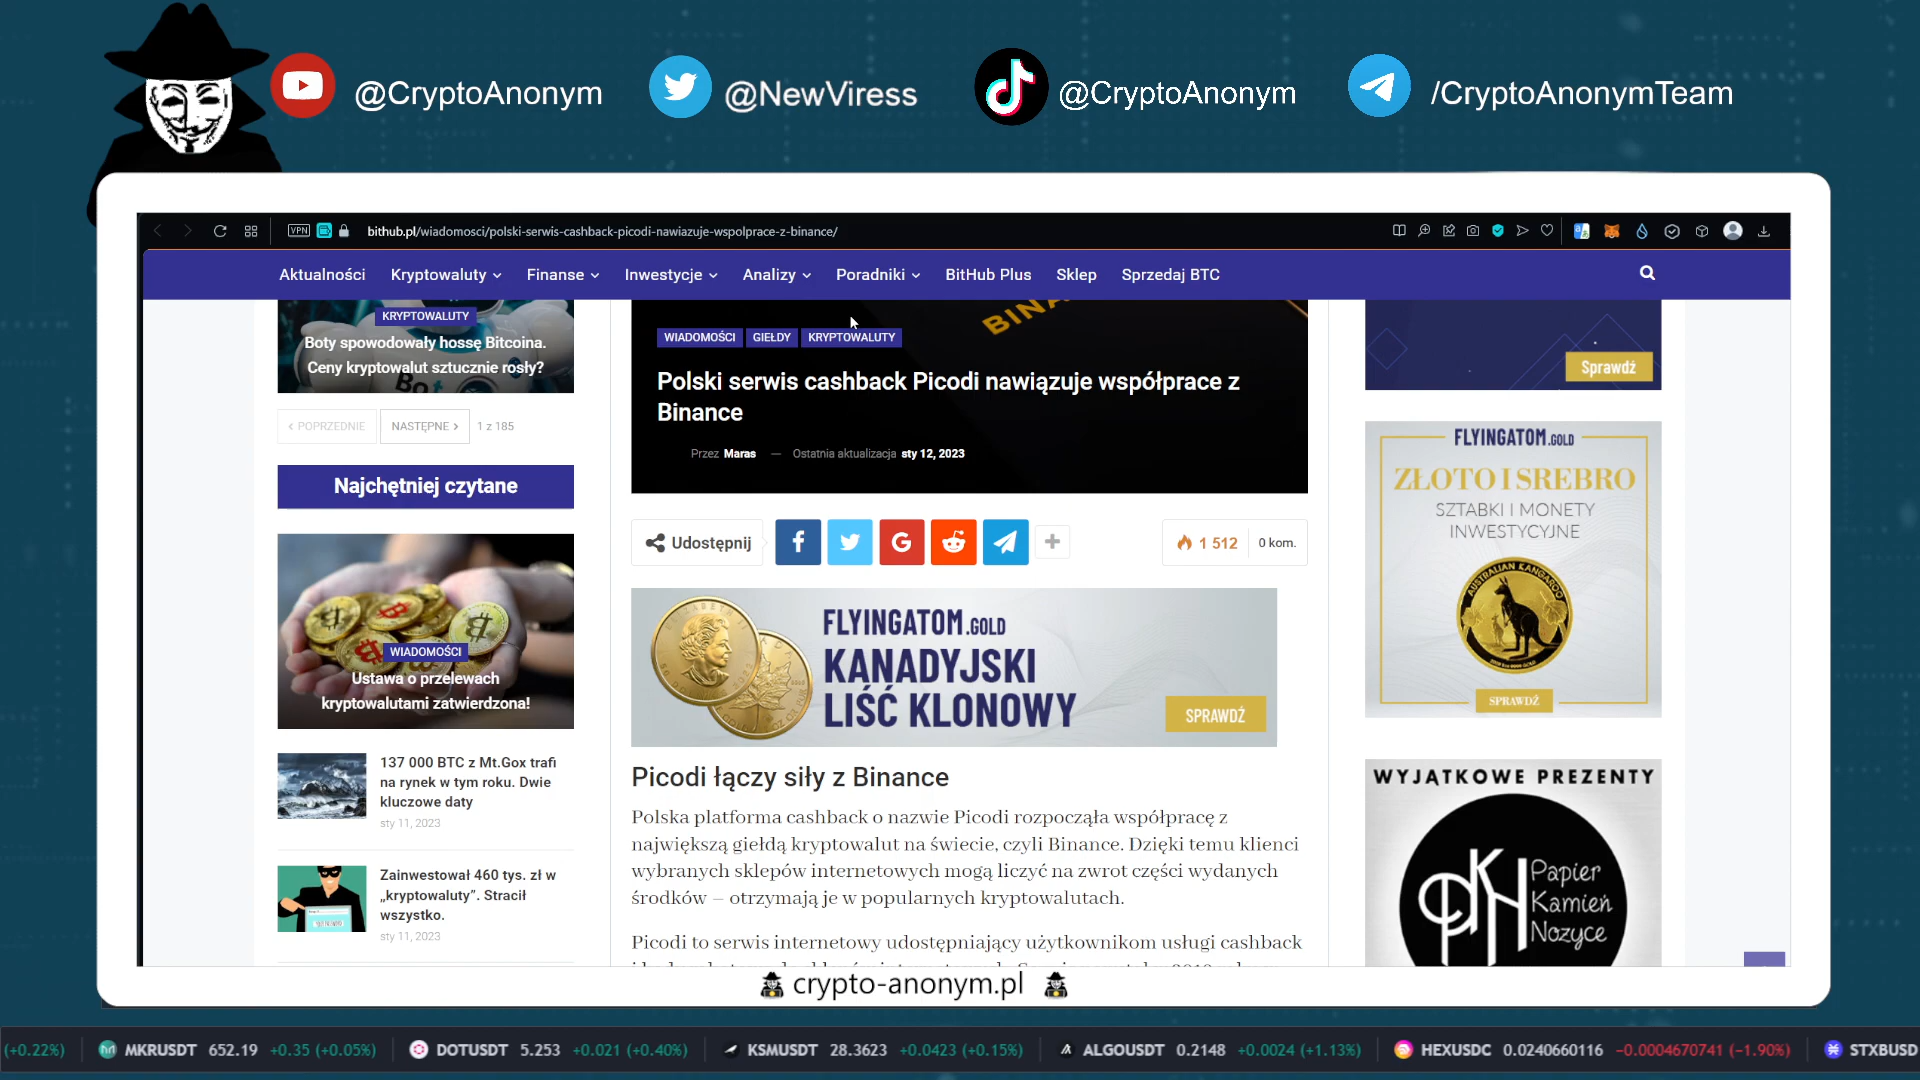 @CryptoAnonym
@NewViress
@CryptoAnonym
/CryptoAnonymTeam
VPN
bithub.pl/wiadomosci/polski-serwis-cashback-picodi-nawiazuje-wspolprace-z-binance/
Aktualności
Kryptowaluty
Finanse
Inwestycje
Analizy
Poradniki
BitHub Plus
Sklep
Sprzedaj BTC
KRYPTOWALUTY
Boty spowodowały hossę Bitcoina.
Ceny kryptowalut sztucznie rosły?
POPRZEDNIE
NASTĘPNE
1 z 185
Najchętniej czytane
WIADOMOŚCI
Ustawa o przelewach
kryptowalutami zatwierdzona!
137 000 BTC z Mt.Gox trafi
na rynek w tym roku. Dwie
kluczowe daty
sty 11, 2023
Zainwestował 460 tys. zł w
„kryptowaluty”. Stracił
wszystko.
sty 11, 2023
WIADOMOŚCI
GIEŁDY
KRYPTOWALUTY
Polski serwis cashback Picodi nawiązuje współprace z
Binance
Przez Maras — Ostatnia aktualizacja sty 12, 2023
Udostępnij
1 512
0 kom.
FLYINGATOM.GOLD
KANADYJSKI
LIŚĆ KLONOWY
SPRAWDŹ
Picodi łączy siły z Binance
Polska platforma cashback o nazwie Picodi rozpoczęła współpracę z
największą giełdą kryptowalut na świecie, czyli Binance. Dzięki temu klienci
wybranych sklepów internetowych mogą liczyć na zwrot części wydanych
środków – otrzymają je w popularnych kryptowalutach.
Picodi to serwis internetowy udostępniający użytkownikom usługi cashback
Sprawdź
FLYINGATOM.GOLD
ZŁOTO I SREBRO
SZTABKI I MONETY
INWESTYCYJNE
AUSTRALIAN KANGAROO
SPRAWDŹ
WYJĄTKOWE PREZENTY
PKN
Papier
Kamień
Nożyce
crypto-anonym.pl
(+0.22%)
MKRUSDT 652.19 +0.35 (+0.05%)
DOTUSDT 5.253 +0.021 (+0.40%)
KSMUSDT 28.3623 +0.0423 (+0.15%)
ALGOUSDT 0.2148 +0.0024 (+1.13%)
HEXUSDC 0.0240660116 −0.0004670741 (−1.90%)
STXBUSD